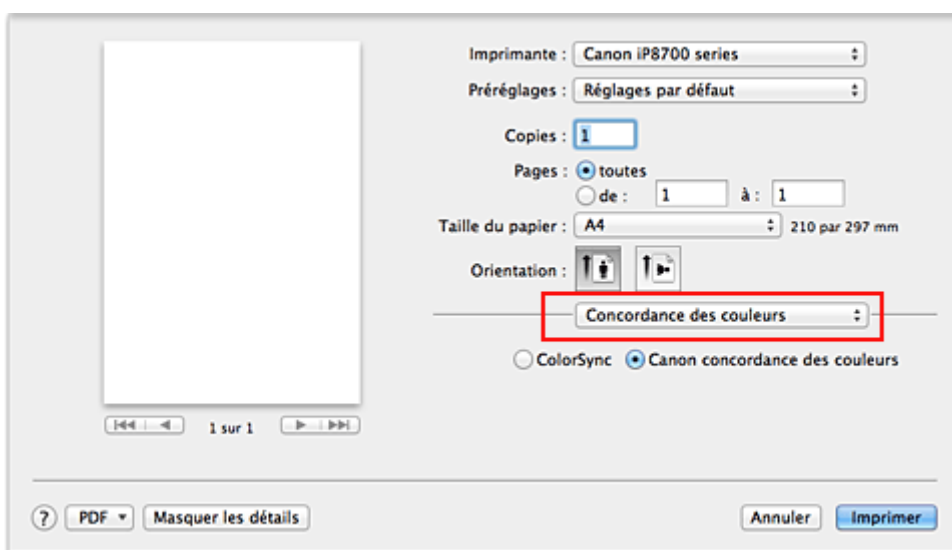 Imprimante : Canon iP8700 series
Préréglages : Réglages par défaut
Copies : 1
Pages : toutes
de : 1 à : 1
Taille du papier : A4 210 par 297 mm
Orientation :
Concordance des couleurs
ColorSync Canon concordance des couleurs
1 sur 1
? PDF Masquer les détails Annuler Imprimer